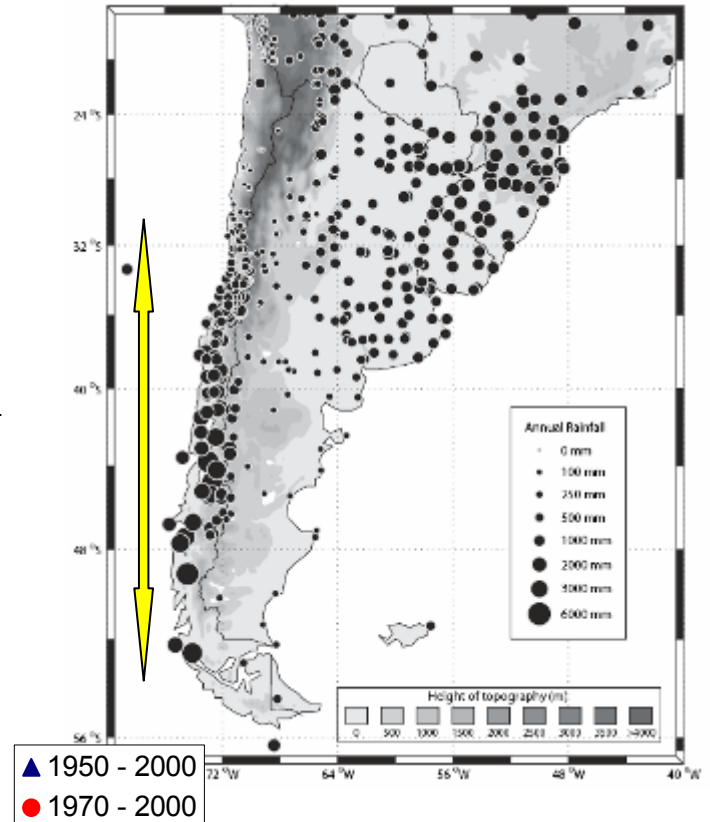 24 °S
32 °S
40 °S
48 °S
56 °S
72 °W
64 °W
56 °W
48 °W
40 °W
Annual Rainfall
0 mm
100 mm
250 mm
500 mm
1000 mm
2000 mm
3000 mm
6000 mm
Height of topography (m)
0 500 1000 1500 2000 2500 3000 3500 >4000
▲ 1950 - 2000
● 1970 - 2000